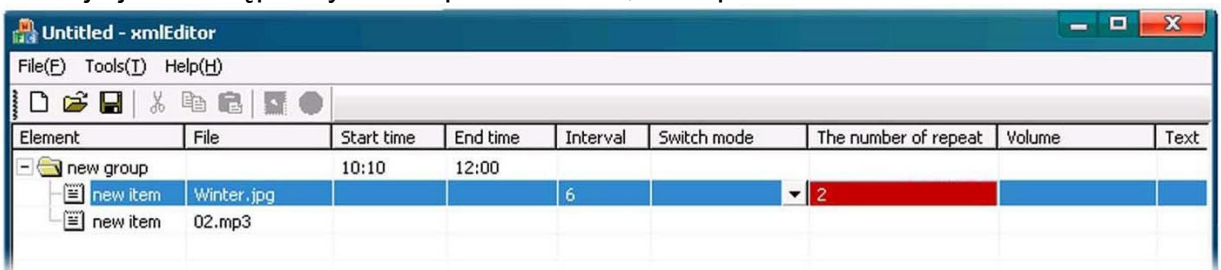 Untitled - xmlEditor
File(F) Tools(T) Help(H)
Element File Start time End time Interval Switch mode The number of repeat Volume Text
new group 10:10 12:00
new item Winter.jpg 6 2
new item 02.mp3